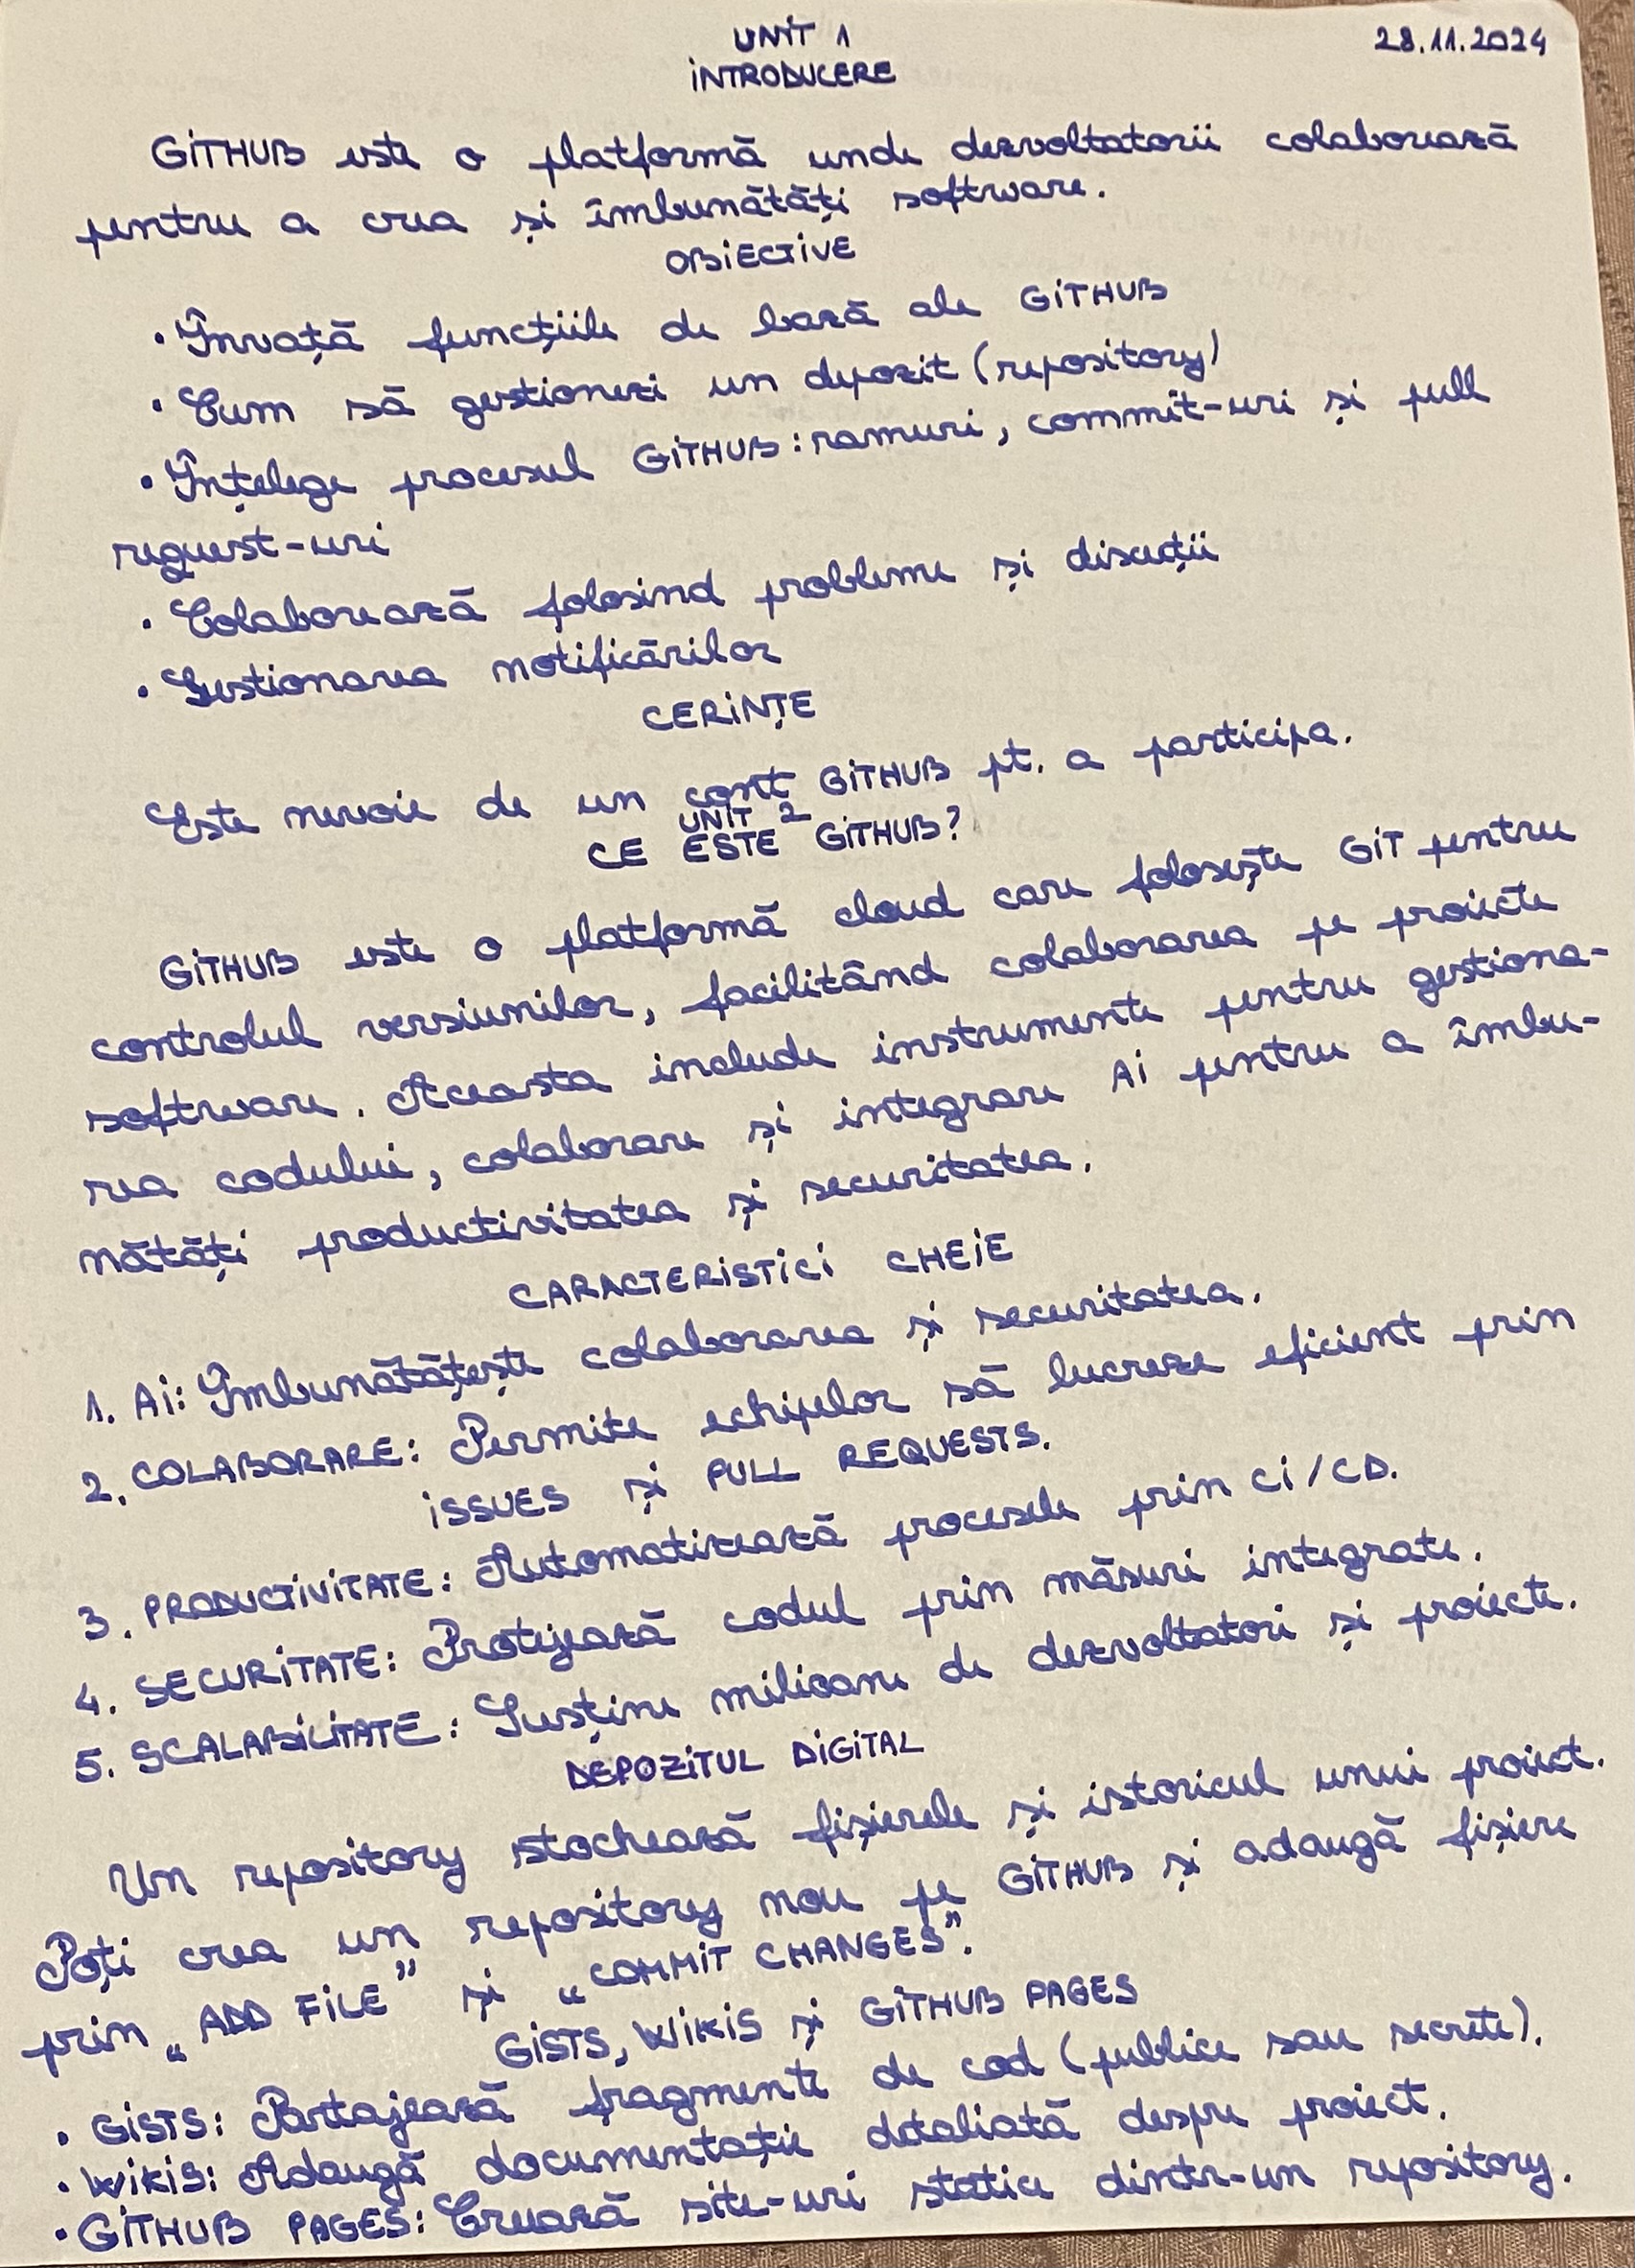 UNIT 1
28.11.2024
INTRODUCERE
GITHUB este o platformă unde dezvoltatorii colaborează
pentru a crea și îmbunătăți software.
OBIECTIVE
• Învață funcțiile de bază ale GITHUB
• Cum să gestionezi un depozit (repository)
• Înțelege procesul GITHUB: ramuri, commit-uri și pull
request-uri
• Colaborează folosind probleme și discuții
• Gestionarea notificărilor
CERINȚE
Este nevoie de un cont GITHUB pt. a participa.
UNIT 2
CE ESTE GITHUB?
GITHUB este o platformă cloud care folosește GIT pentru
controlul versiunilor, facilitând colaborarea pe proiecte
software. Aceasta include instrumente pentru gestiona-
rea codului, colaborare și integrare AI pentru a îmbu-
nătăți productivitatea și securitatea.
CARACTERISTICI CHEIE
1. AI: Îmbunătățește colaborarea și securitatea.
2. COLABORARE: Permite echipelor să lucreze eficient prin
ISSUES și PULL REQUESTS.
3. PRODUCTIVITATE: Automatizează procesele prin CI/CD.
4. SECURITATE: Protejează codul prin măsuri integrate.
5. SCALABILITATE: Susține milioane de dezvoltatori și proiecte.
DEPOZITUL DIGITAL
Un repository stochează fișierele și istoricul unui proiect.
Poți crea un repository nou pe GITHUB și adaugă fișiere
prin „ADD FILE” și „COMMIT CHANGES”.
GISTS, WIKIS și GITHUB PAGES
• GISTS: Partajează fragmente de cod (publice sau secrete).
• WIKIS: Adaugă documentație detaliată despre proiect.
• GITHUB PAGES: Crează site-uri statice dintr-un repository.